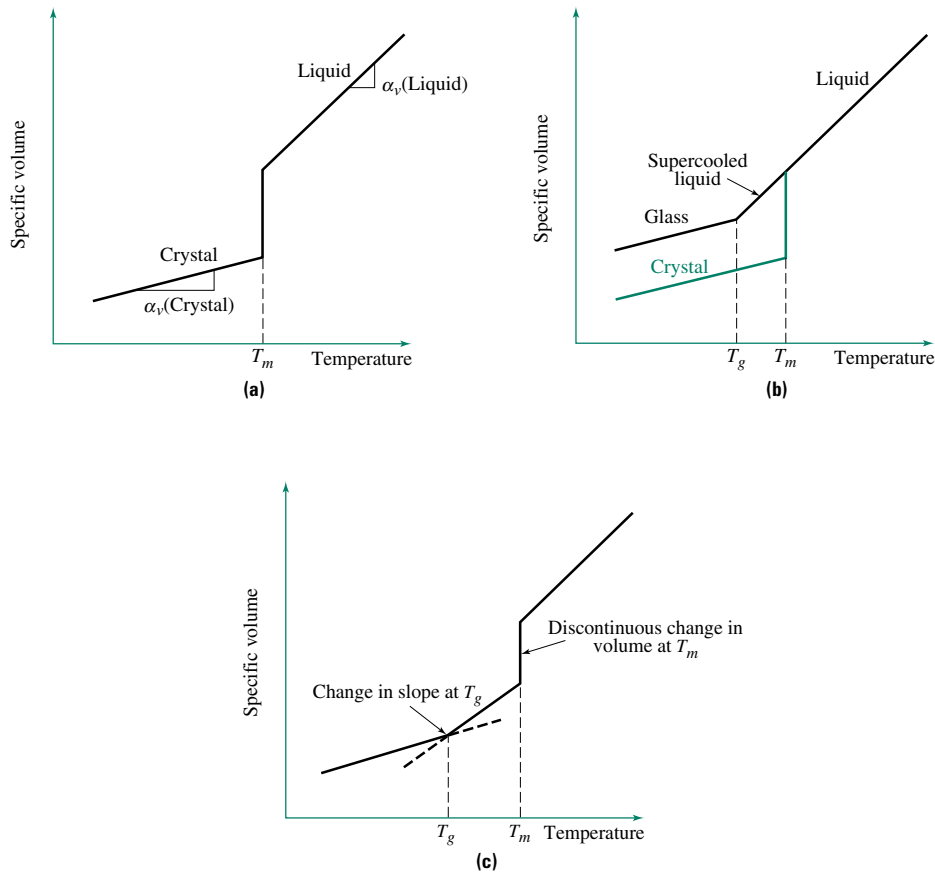 Specific volume
Liquid
αv(Liquid)
Crystal
αv(Crystal)
Tm
Temperature
(a)
Specific volume
Liquid
Supercooled
liquid
Glass
Crystal
Tg
Tm
Temperature
(b)
Specific volume
Discontinuous change in
volume at Tm
Change in slope at Tg
Tg
Tm
Temperature
(c)